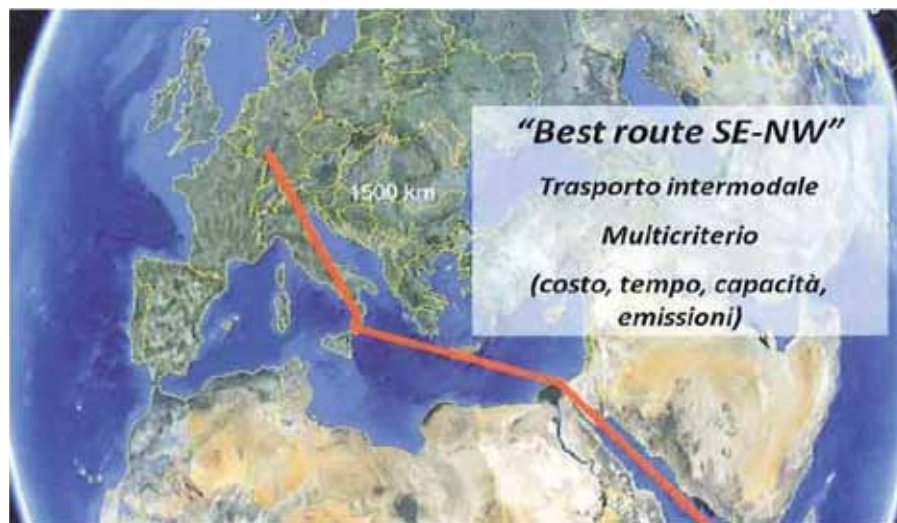 “Best route SE-NW”
Trasporto intermodale
Multicriterio
(costo, tempo, capacità,
emissioni)
1500 km